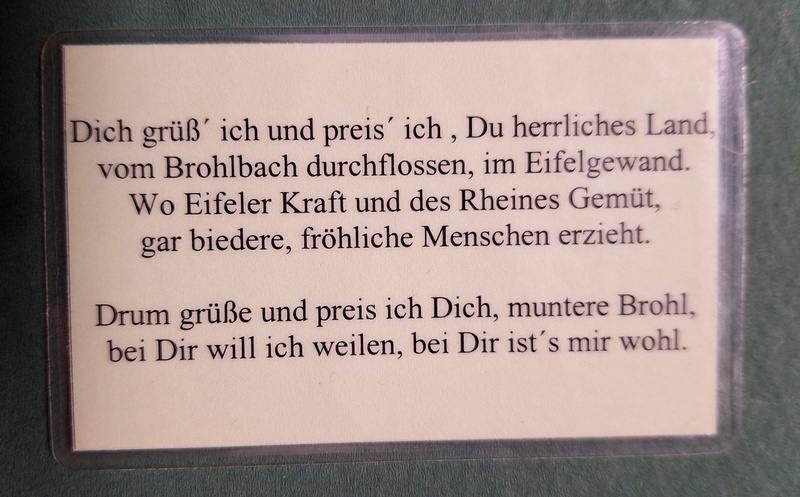 Dich grüß´ ich und preis´ ich , Du herrliches Land,
vom Brohlbach durchflossen, im Eifelgewand.
Wo Eifeler Kraft und des Rheines Gemüt,
gar biedere, fröhliche Menschen erzieht.
Drum grüße und preis ich Dich, muntere Brohl,
bei Dir will ich weilen, bei Dir ist´s mir wohl.